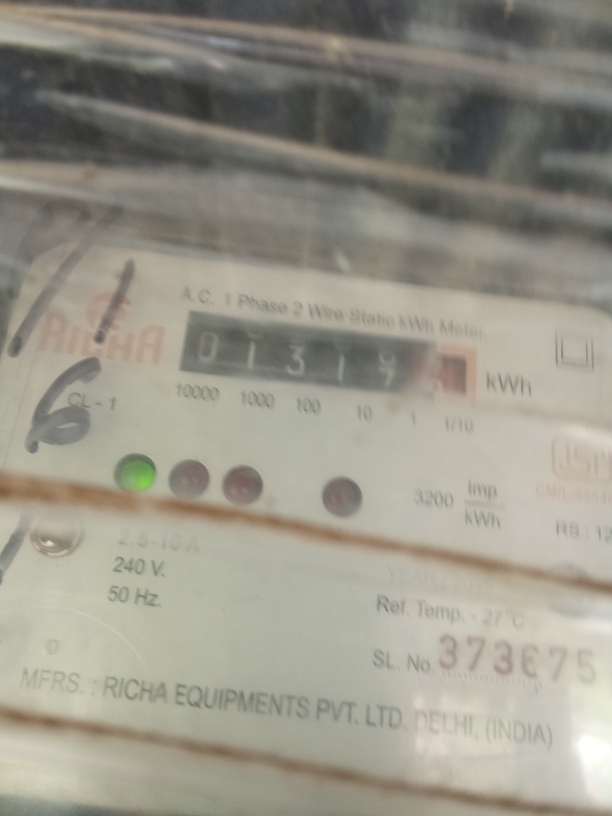 A.C. 1 Phase 2 Wire Static kWh Meter.
RICHA
0 1 3 1
kWh
CL - 1
10000 1000 100 10 1 1/10
6
3200 Imp/kWh
240 V.
50 Hz.
Ref. Temp. - 27°C
SL. No. 373675
MFRS. : RICHA EQUIPMENTS PVT. LTD. DELHI, (INDIA)